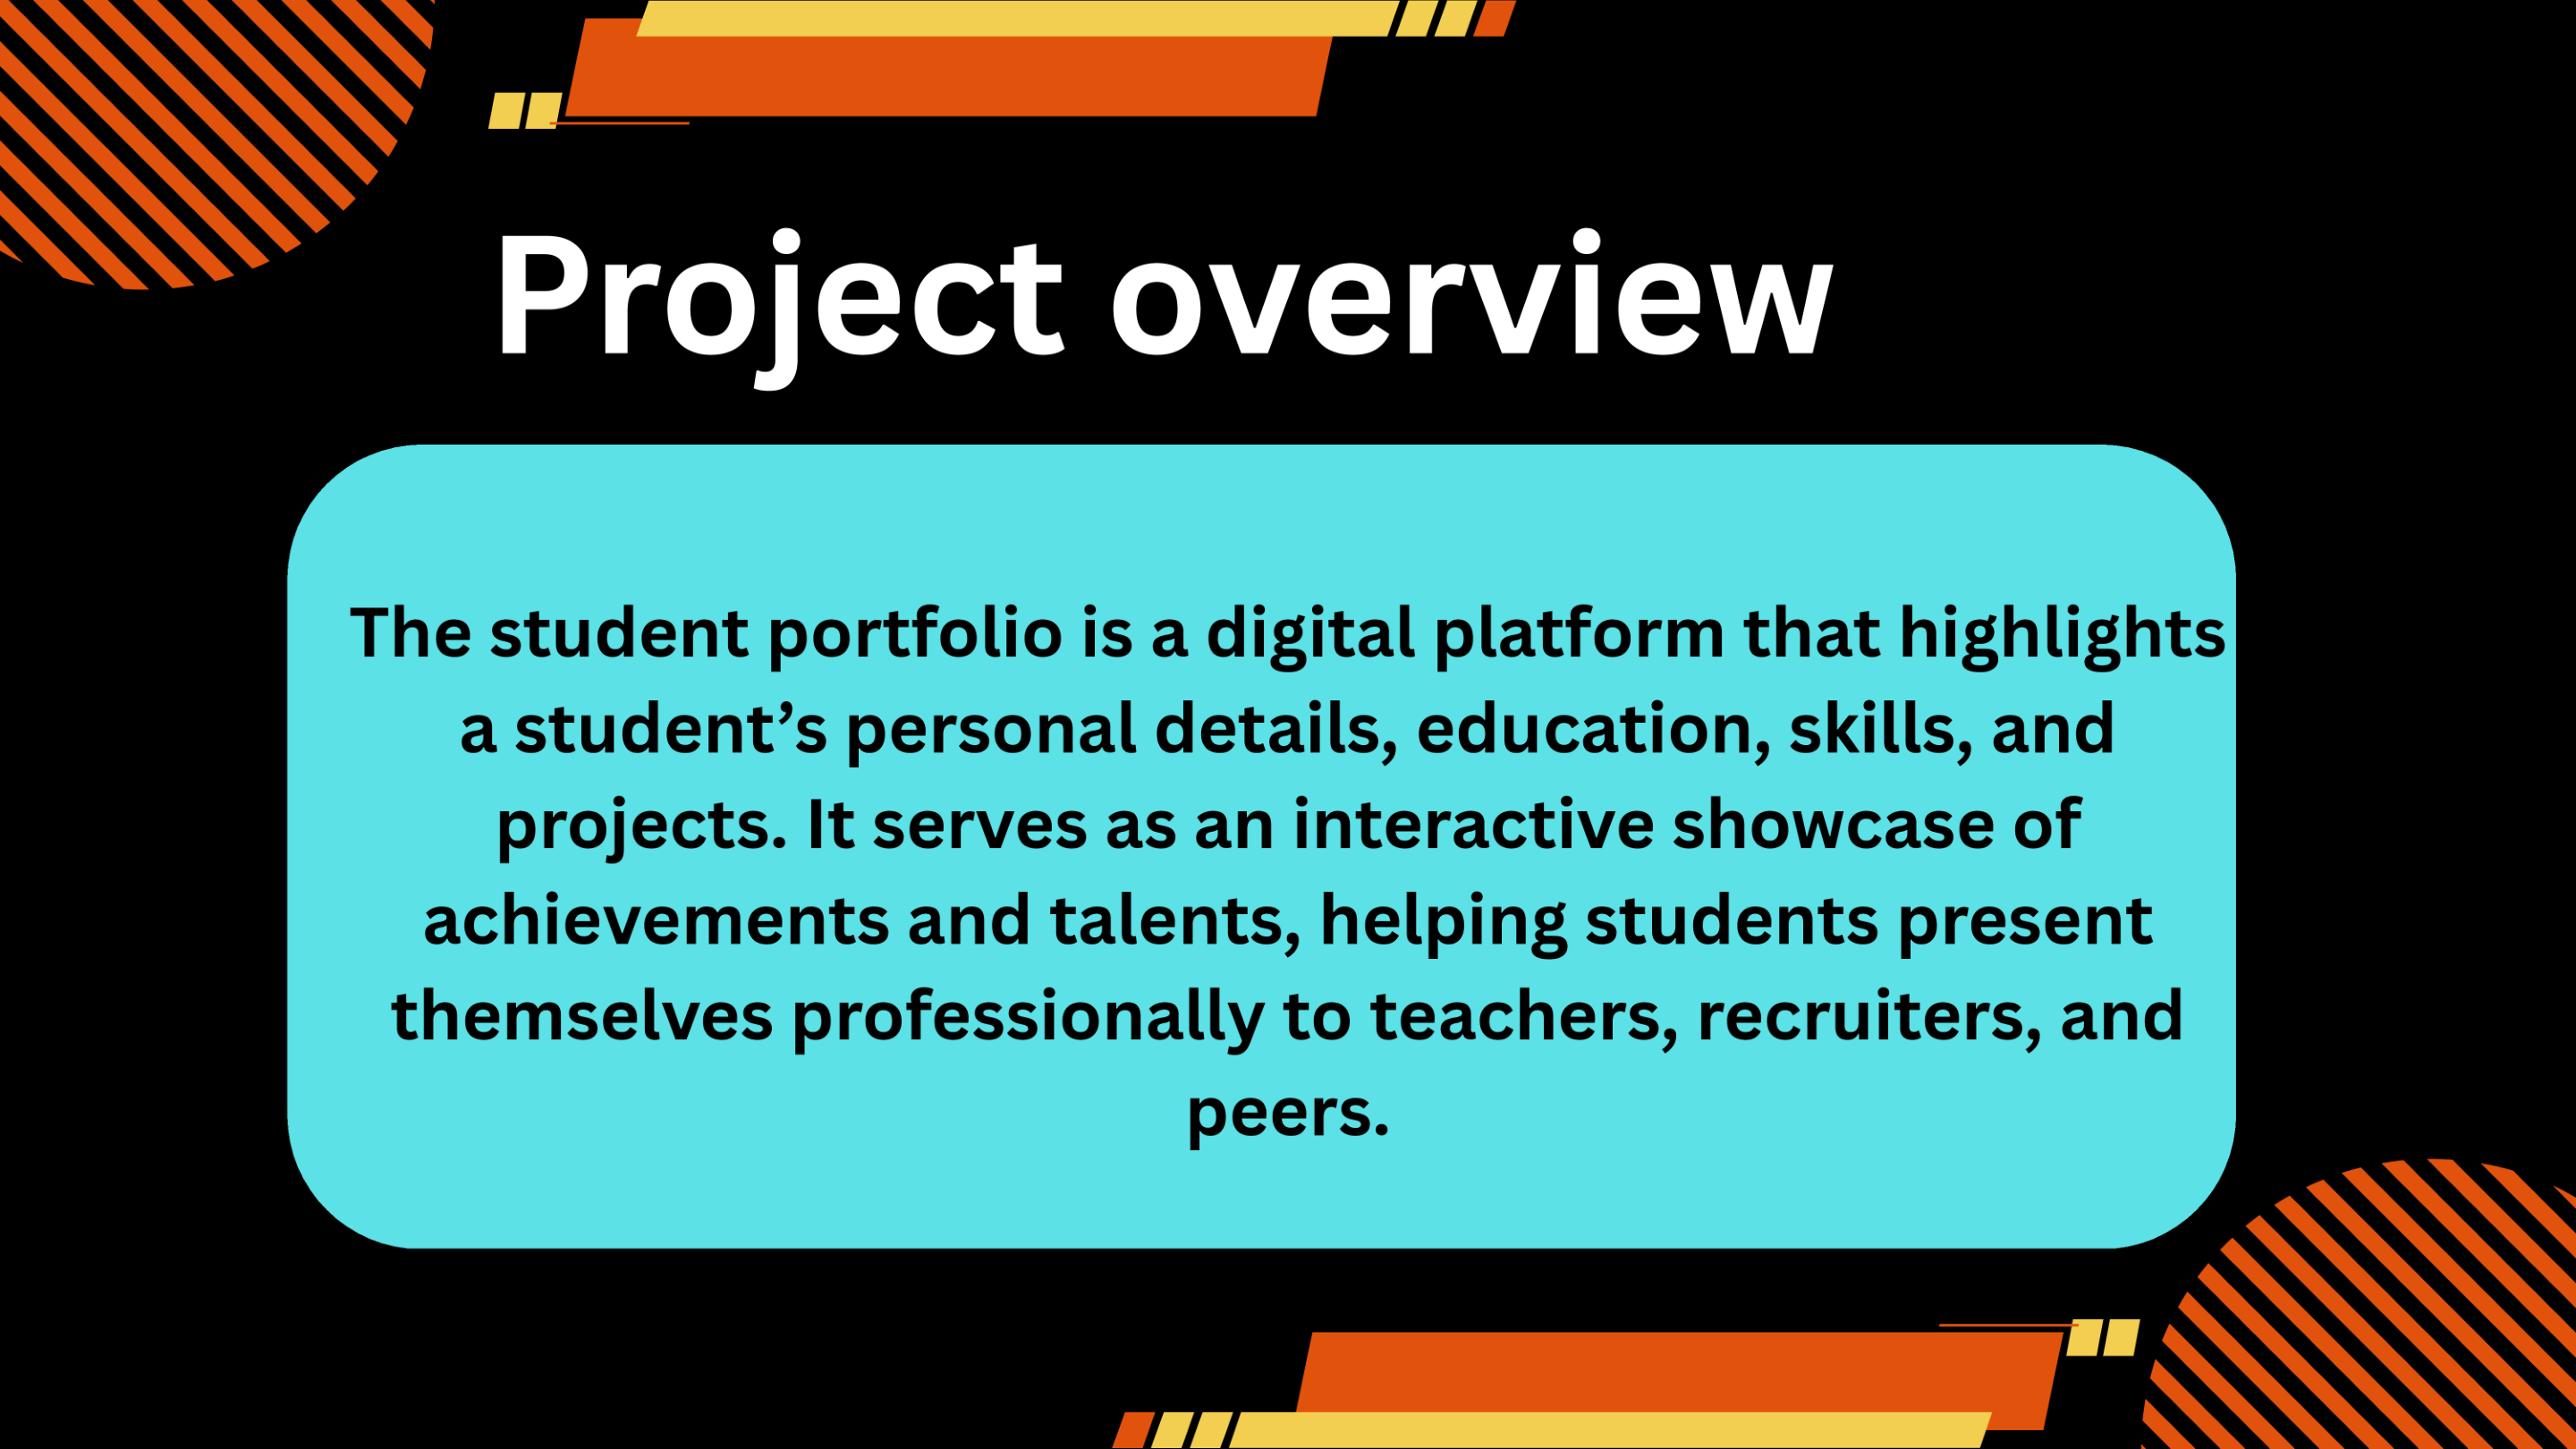 Project overview
The student portfolio is a digital platform that highlights
a student’s personal details, education, skills, and
projects. It serves as an interactive showcase of
achievements and talents, helping students present
themselves professionally to teachers, recruiters, and
peers.